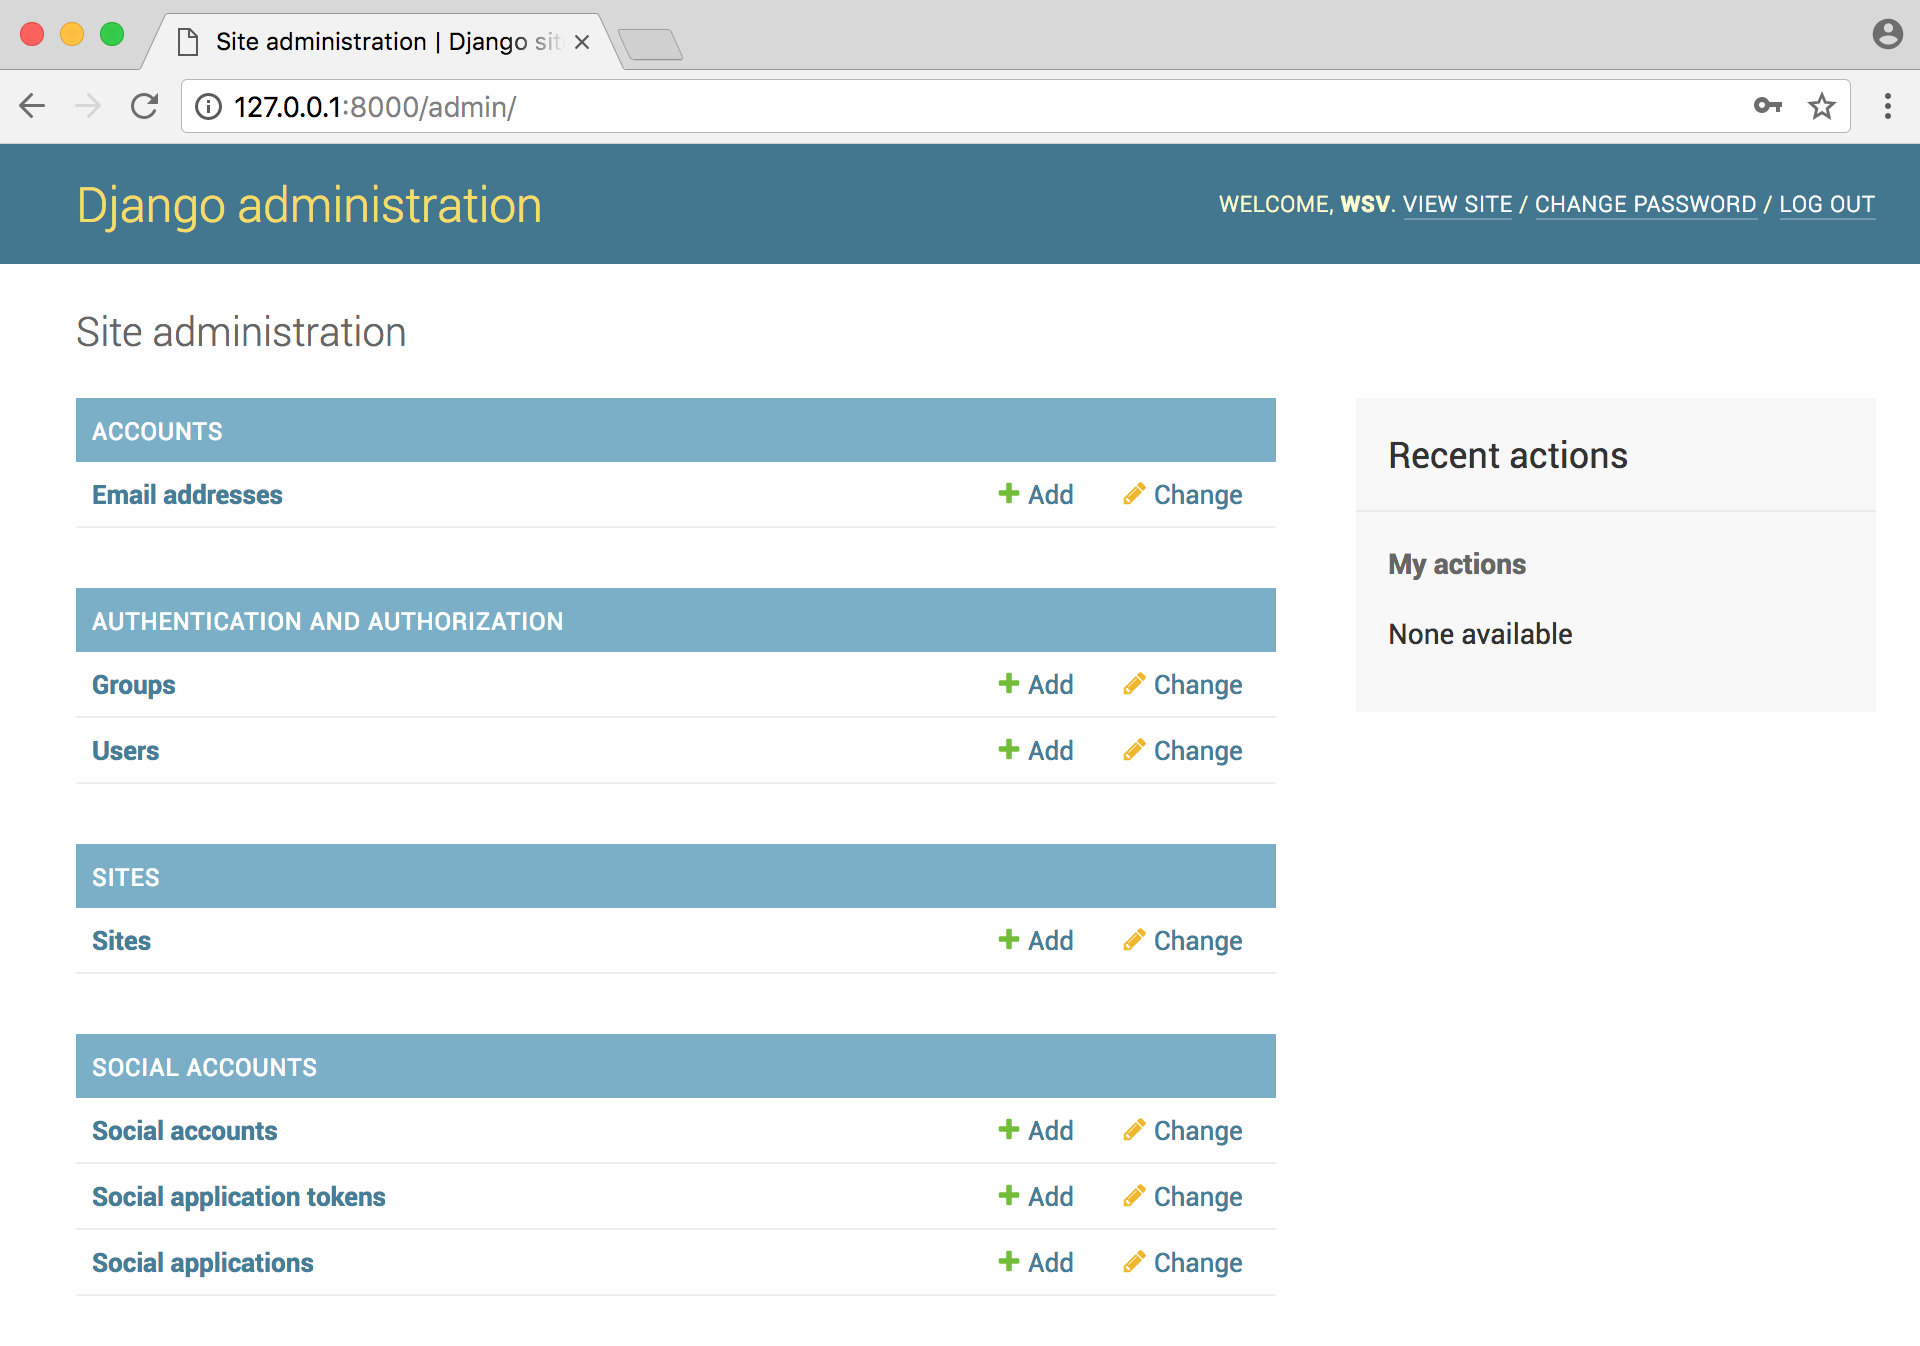 Site administration | Django sit
127.0.0.1:8000/admin/
Django administration
WELCOME, WSV. VIEW SITE / CHANGE PASSWORD / LOG OUT
Site administration
ACCOUNTS
Email addresses Add Change
AUTHENTICATION AND AUTHORIZATION
Groups Add Change
Users Add Change
SITES
Sites Add Change
SOCIAL ACCOUNTS
Social accounts Add Change
Social application tokens Add Change
Social applications Add Change
Recent actions
My actions
None available